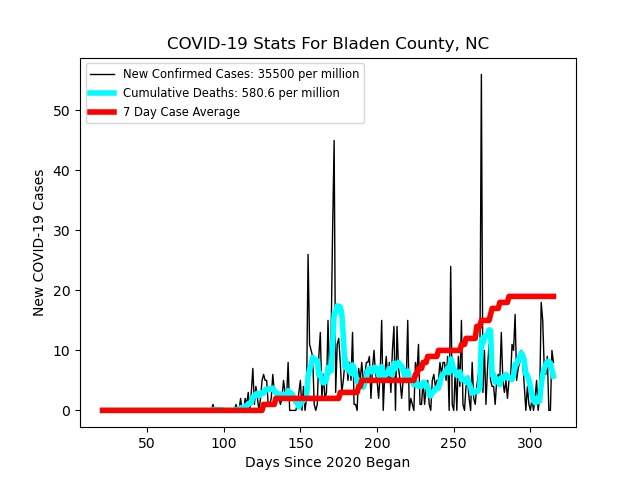 COVID-19 Stats For Bladen County, NC
New Confirmed Cases: 35500 per million
Cumulative Deaths: 580.6 per million
7 Day Case Average
New COVID-19 Cases
50
40
30
20
10
0
50 100 150 200 250 300
Days Since 2020 Began